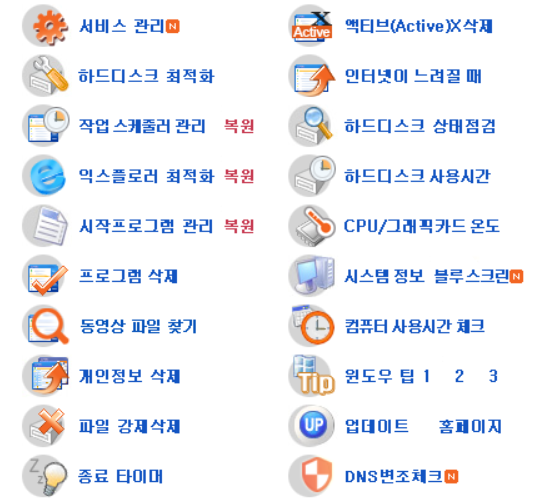 서비스 관리 N
하드디스크 최적화
작업 스케줄러 관리 복원
익스플로러 최적화 복원
시작프로그램 관리 복원
프로그램 삭제
동영상 파일 찾기
개인정보 삭제
파일 강제삭제
Z z 종료 타이머
X Active 액티브(Active)X삭제
인터넷이 느려질 때
하드디스크 상태점검
하드디스크 사용시간
CPU/그래픽카드 온도
시스템 정보 블루스크린 N
컴퓨터 사용시간 체크
Tip 윈도우 팁 1 2 3
UP 업데이트 홈페이지
DNS변조체크 N